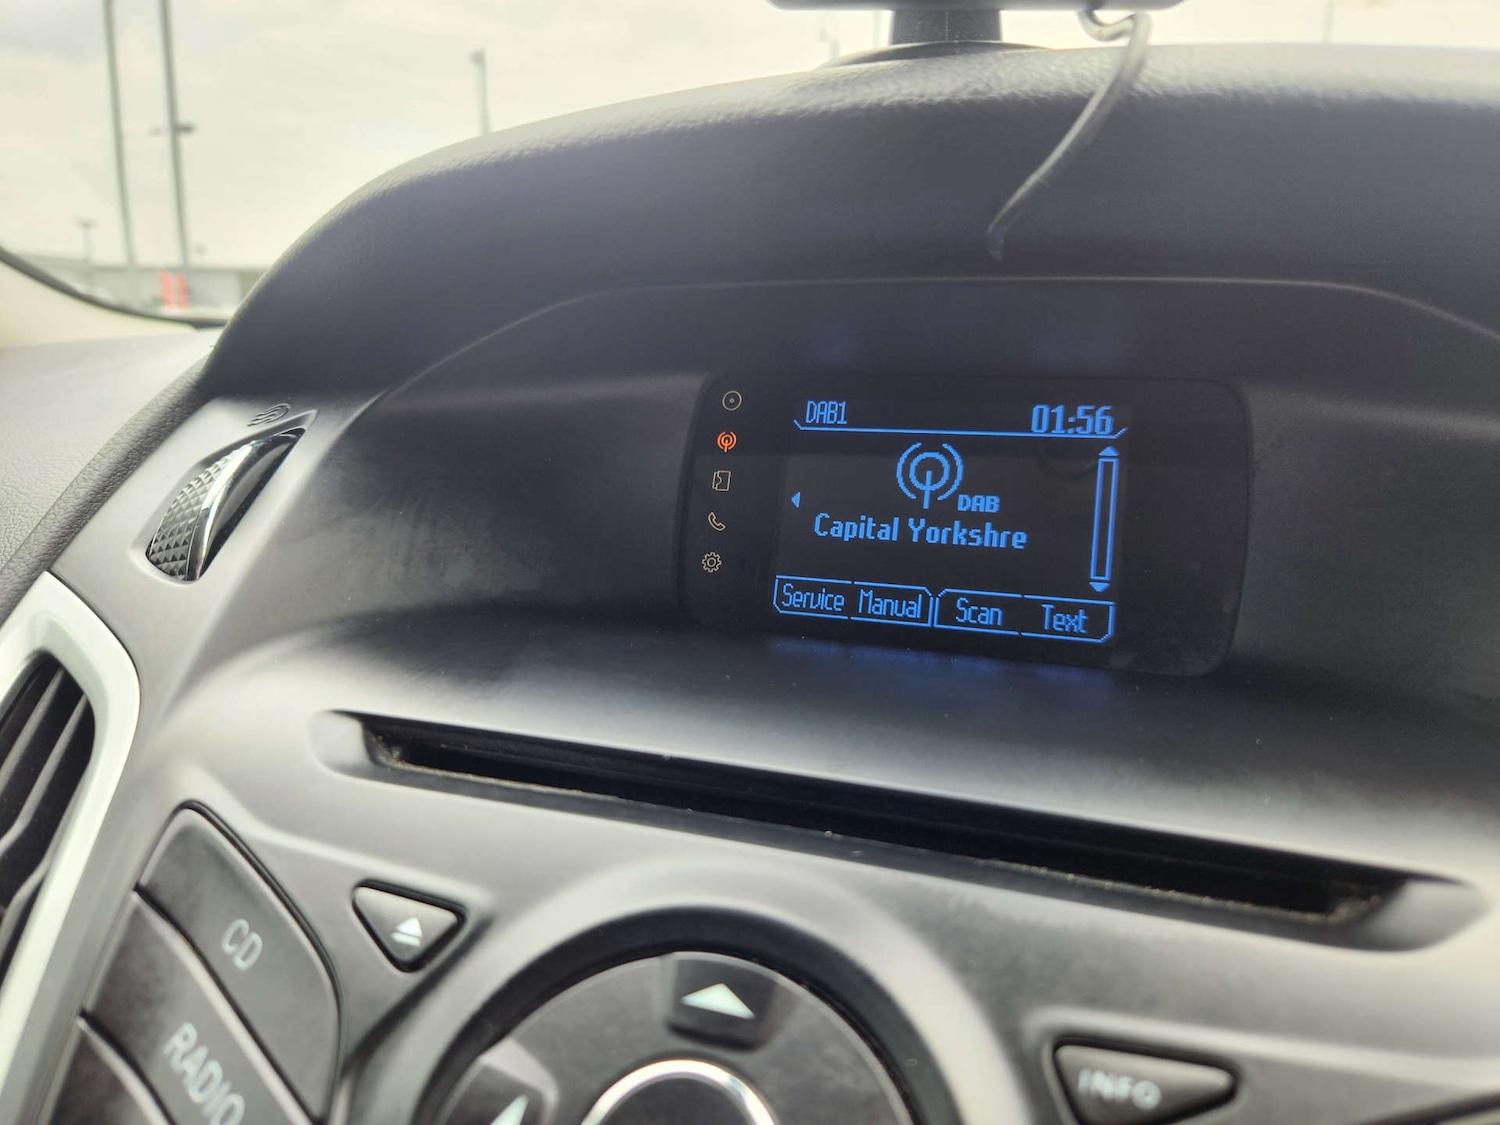 DAB1 01:56
DAB
Capital Yorkshre
Service Manual Scan Text
CD
RADIO
INFO